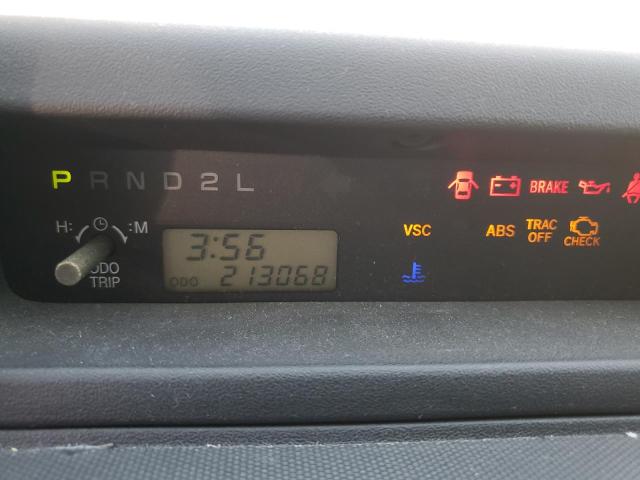 P R N D 2 L
BRAKE
H: :M
VSC ABS TRAC OFF CHECK
3:56
ODO TRIP
ODO 213068